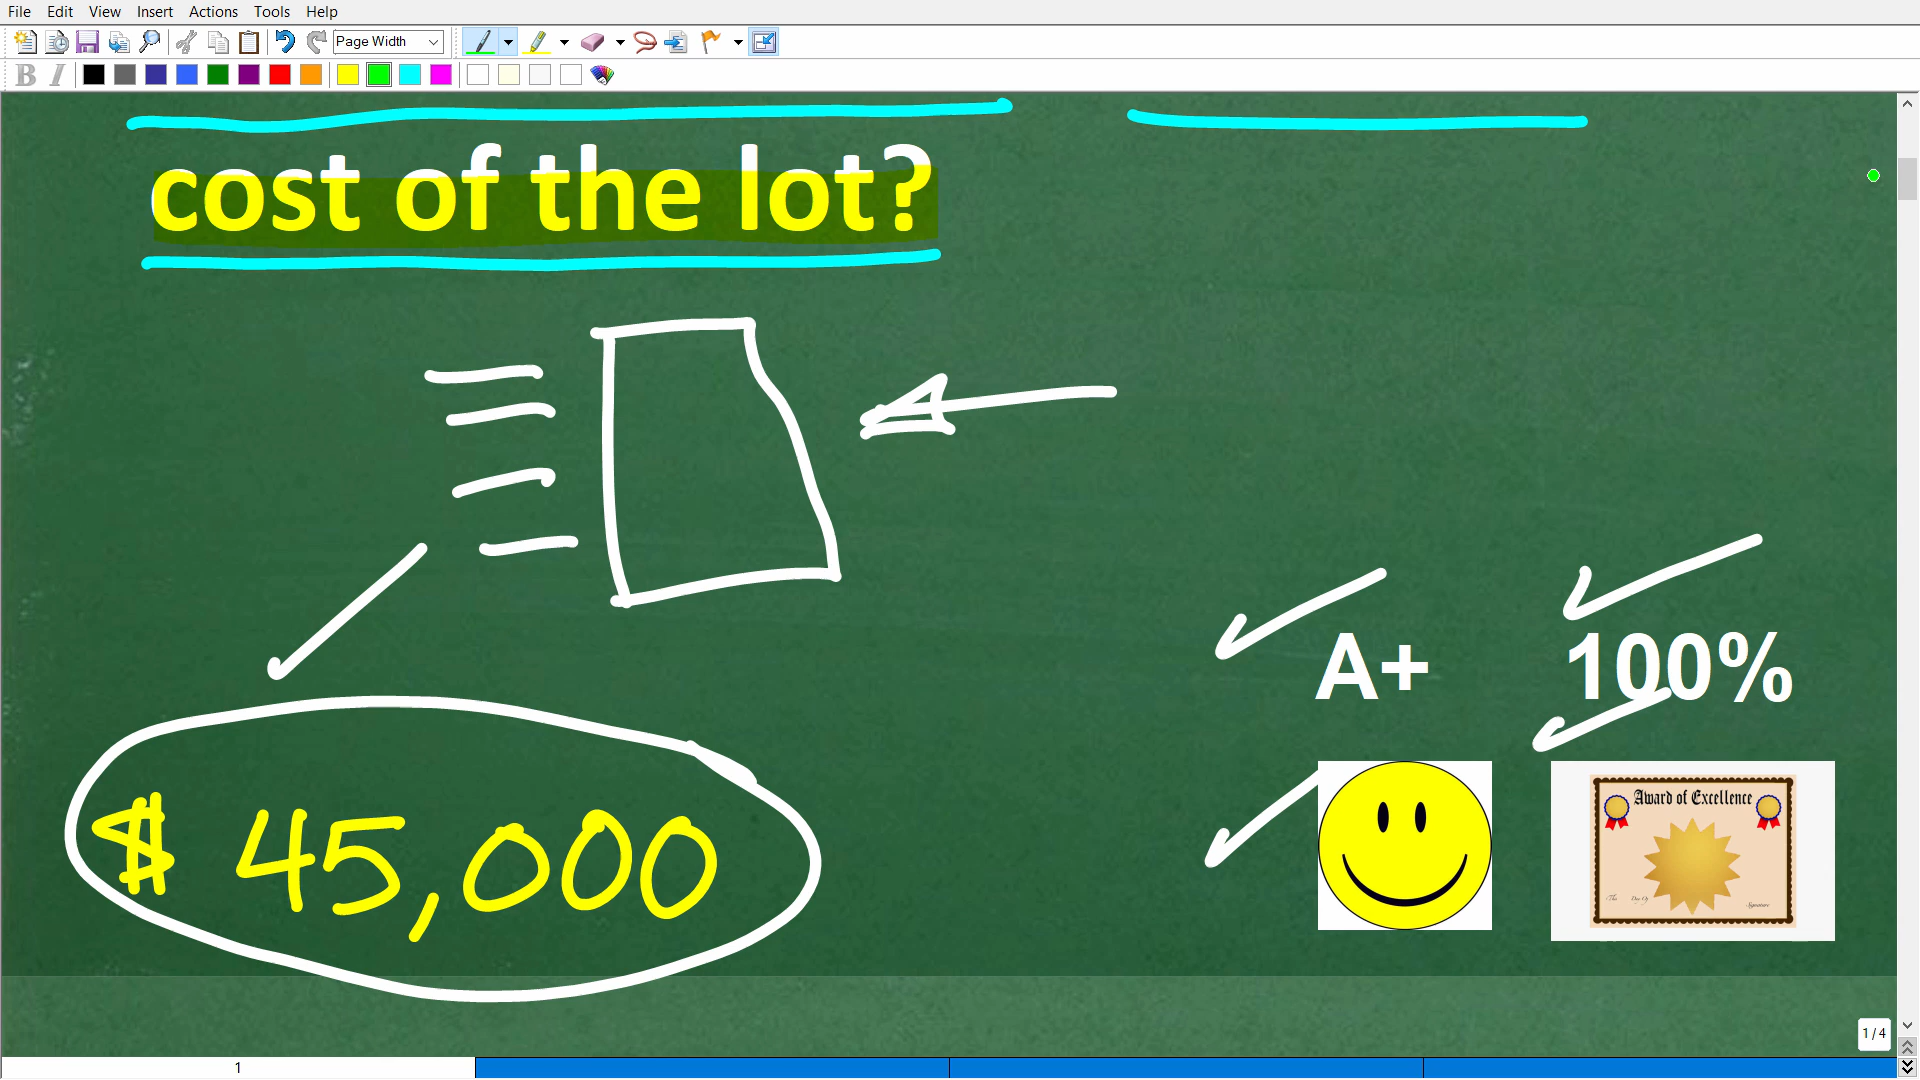 File Edit View Insert Actions Tools Help
Page Width
B I
cost of the lot?
A+ 100%
$ 45,000
Award of Excellence
1 / 4
1